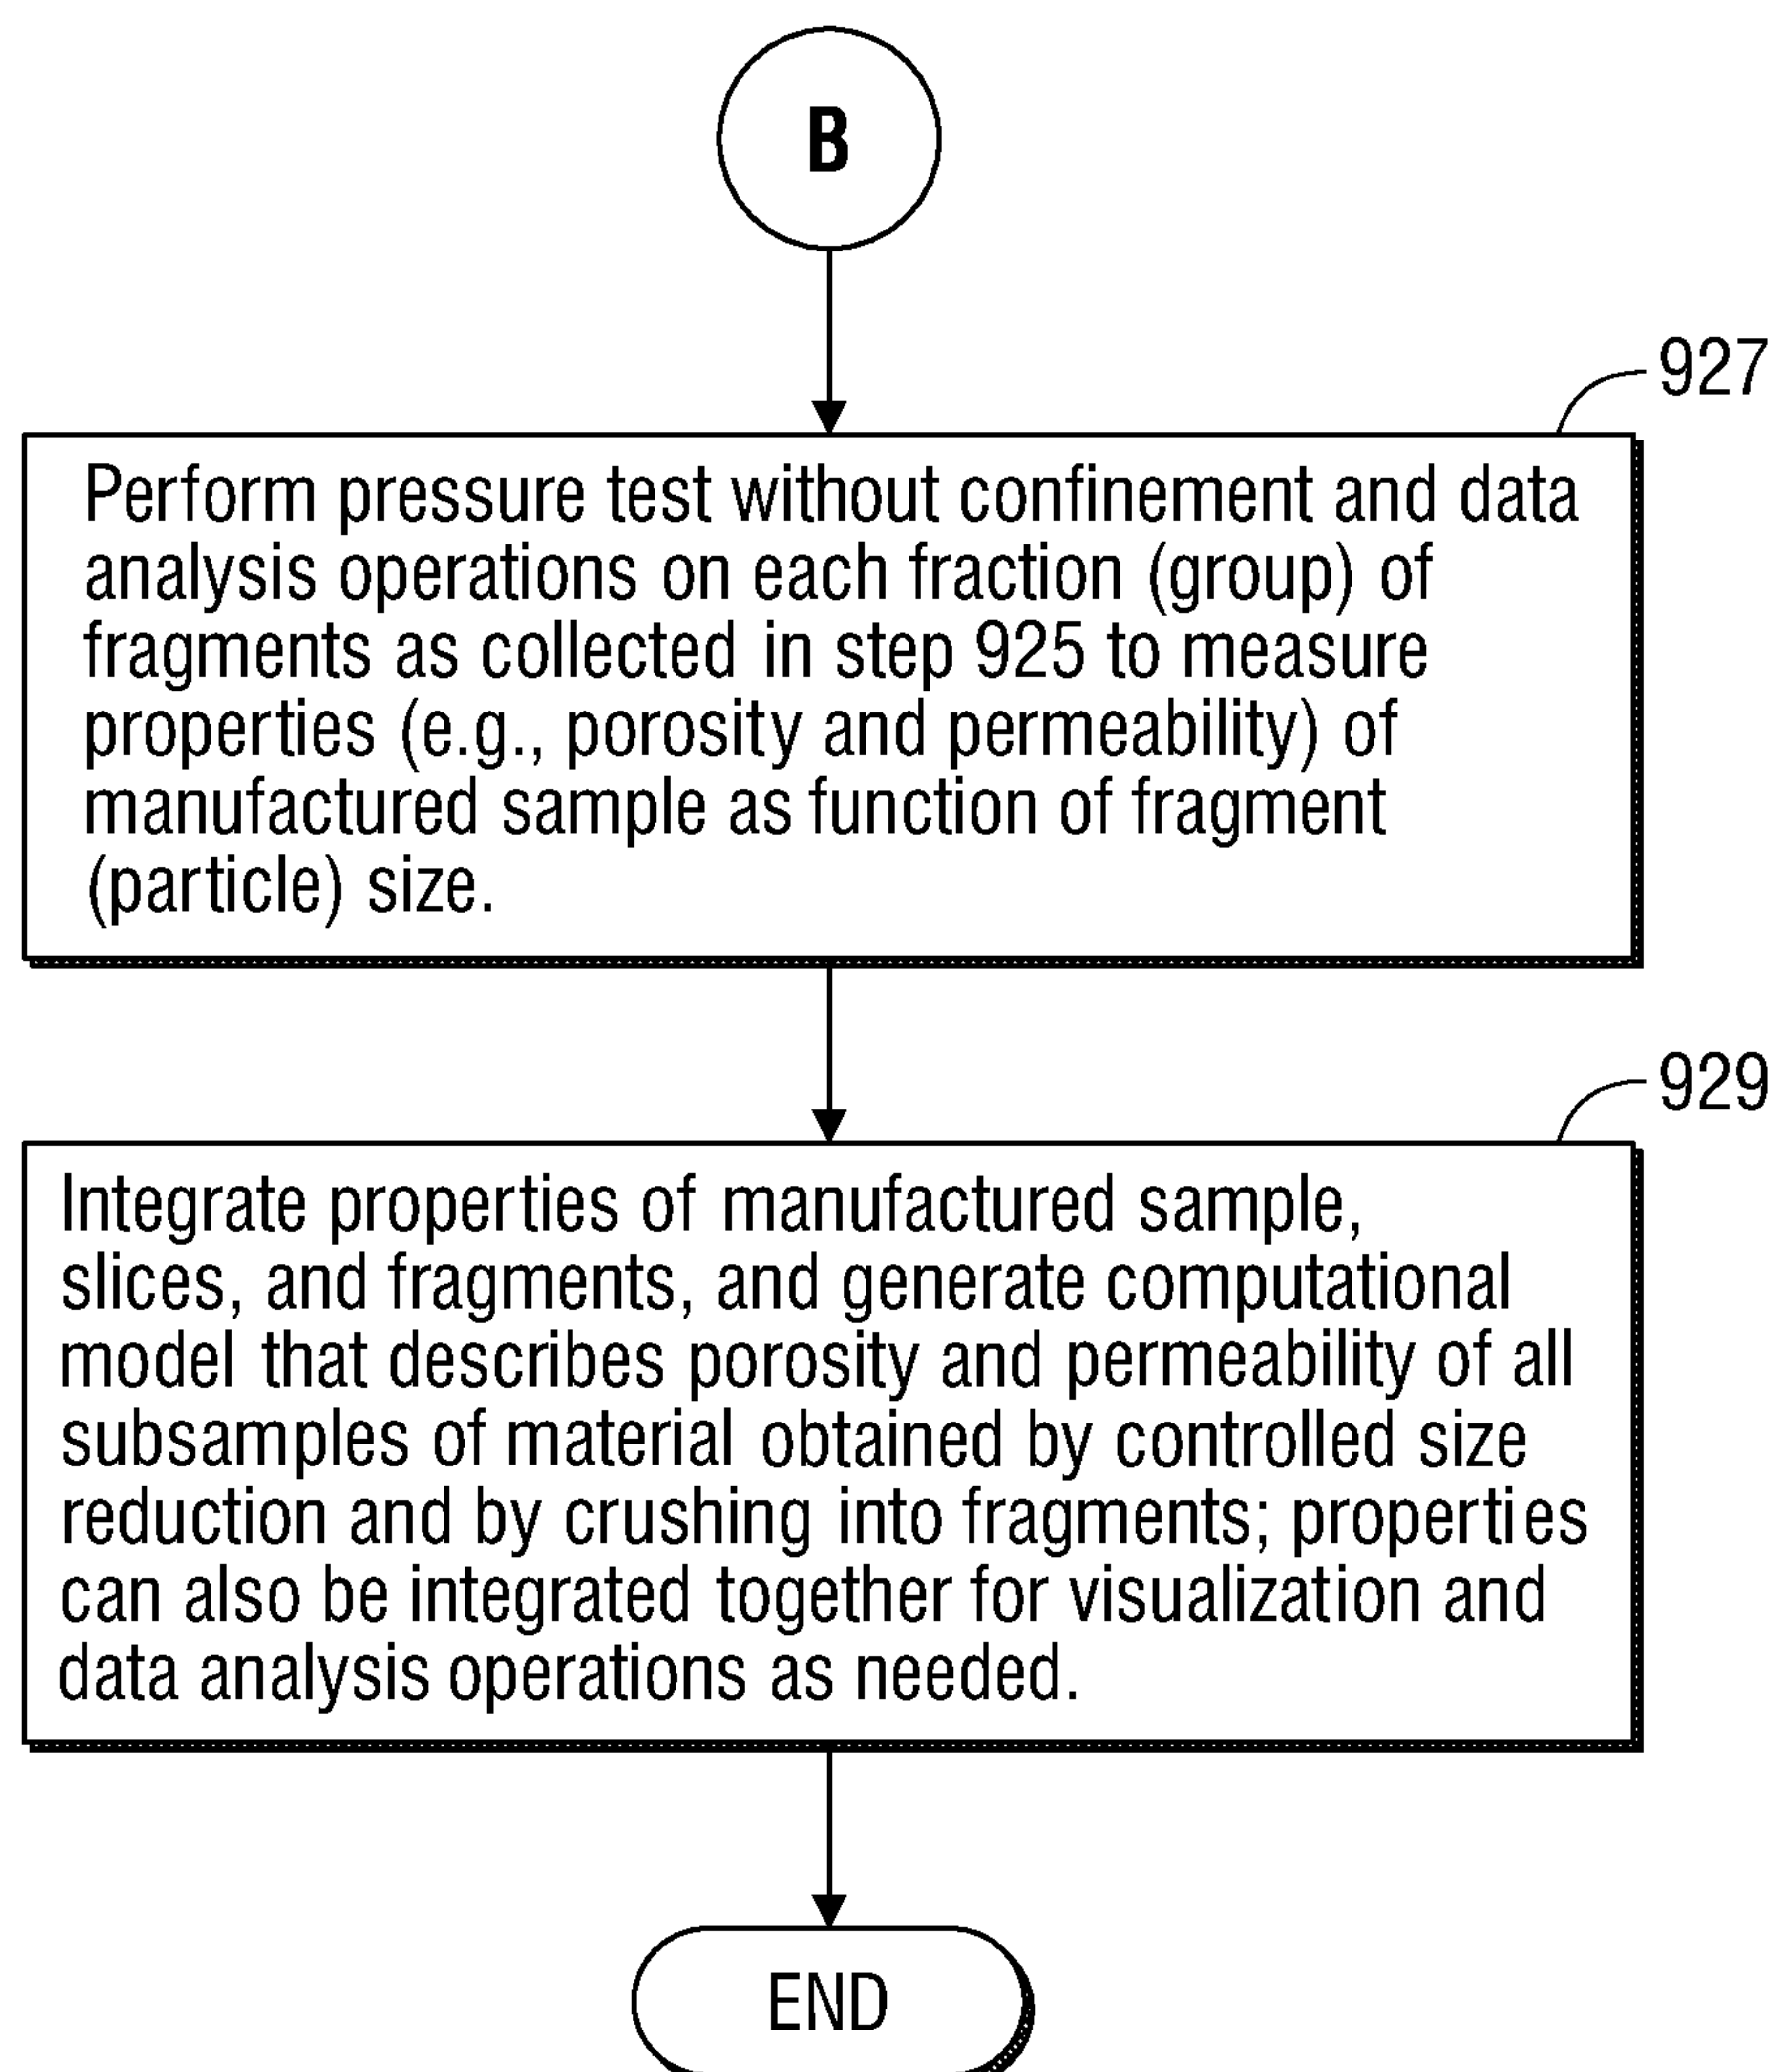 B
927
Perform pressure test without confinement and data
analysis operations on each fraction (group) of
fragments as collected in step 925 to measure
properties (e.g., porosity and permeability) of
manufactured sample as function of fragment
(particle) size.
929
Integrate properties of manufactured sample,
slices, and fragments, and generate computational
model that describes porosity and permeability of all
subsamples of material obtained by controlled size
reduction and by crushing into fragments; properties
can also be integrated together for visualization and
data analysis operations as needed.
END